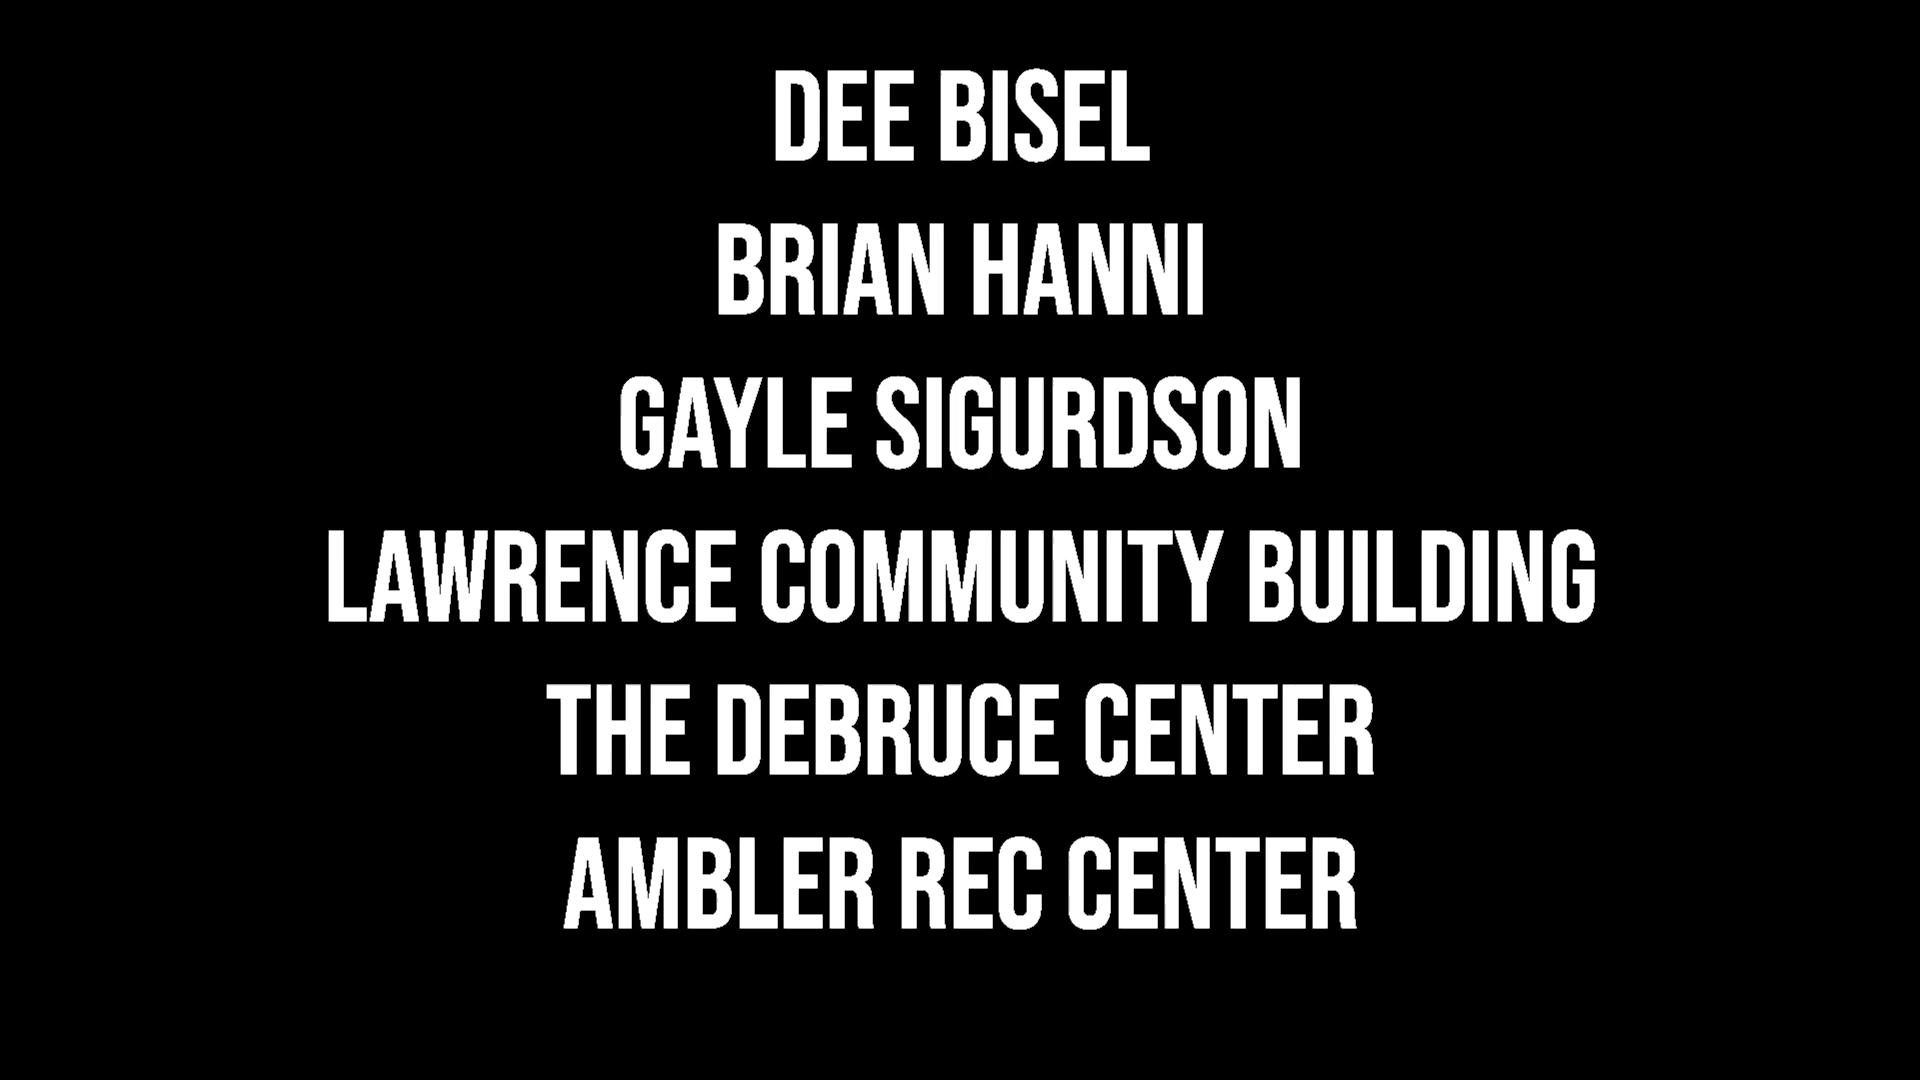 DEE BISEL
BRIAN HANNI
GAYLE SIGURDSON
LAWRENCE COMMUNITY BUILDING
THE DEBRUCE CENTER
AMBLER REC CENTER